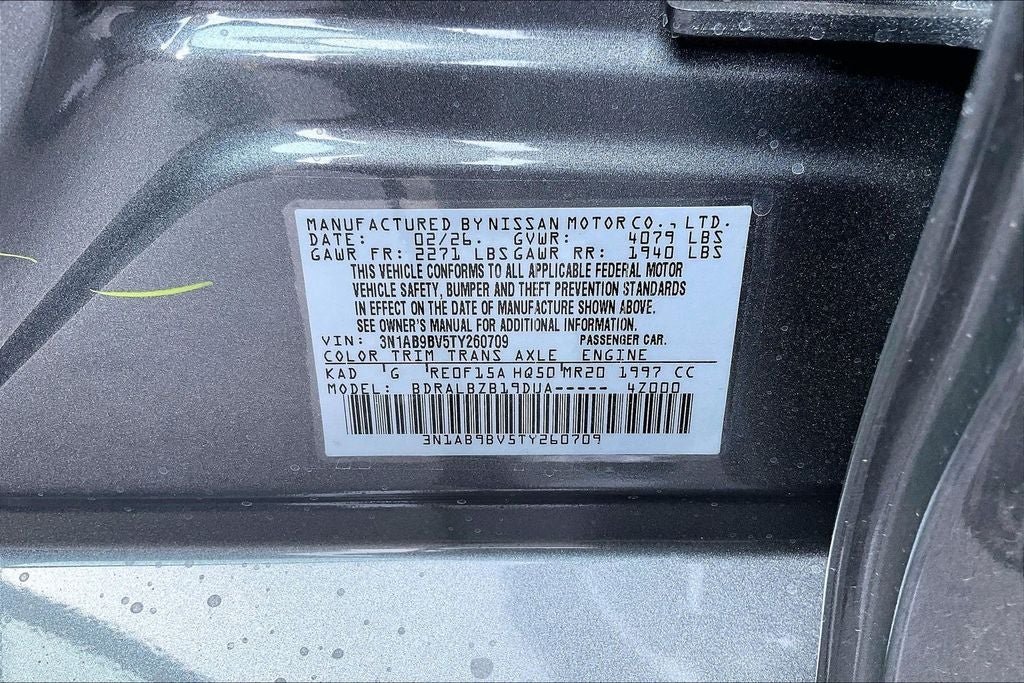 MANUFACTURED BY NISSAN MOTOR CO., LTD.
DATE: 02/26. GVWR: 4079 LBS
GAWR FR: 2271 LBS GAWR RR: 1940 LBS
THIS VEHICLE CONFORMS TO ALL APPLICABLE FEDERAL MOTOR
VEHICLE SAFETY, BUMPER AND THEFT PREVENTION STANDARDS
IN EFFECT ON THE DATE OF MANUFACTURE SHOWN ABOVE.
SEE OWNER'S MANUAL FOR ADDITIONAL INFORMATION.
VIN: 3N1AB9BV5TY260709 PASSENGER CAR.
COLOR TRIM TRANS AXLE ENGINE
KAD G RE0F15A HQ50 MR20 1997 CC
MODEL: BDRALBZB19DUA----- 4Z000
3N1AB9BV5TY260709